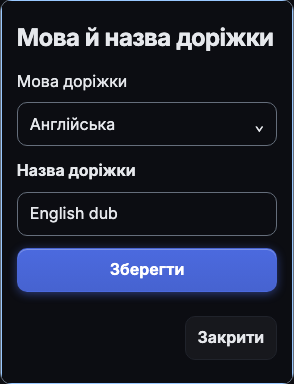 Мова й назва доріжки
Мова доріжки
Англійська
Назва доріжки
English dub
Зберегти
Закрити